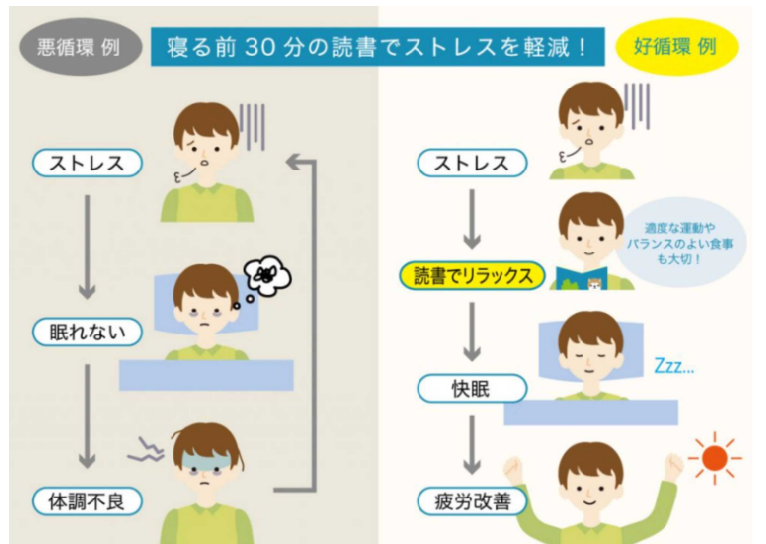 悪循環 例
寝る前 30 分の読書でストレスを軽減！
好循環 例
ストレス
眠れない
体調不良
ストレス
読書でリラックス
適度な運動や
バランスのよい食事
も大切！
快眠
Zzz...
疲労改善